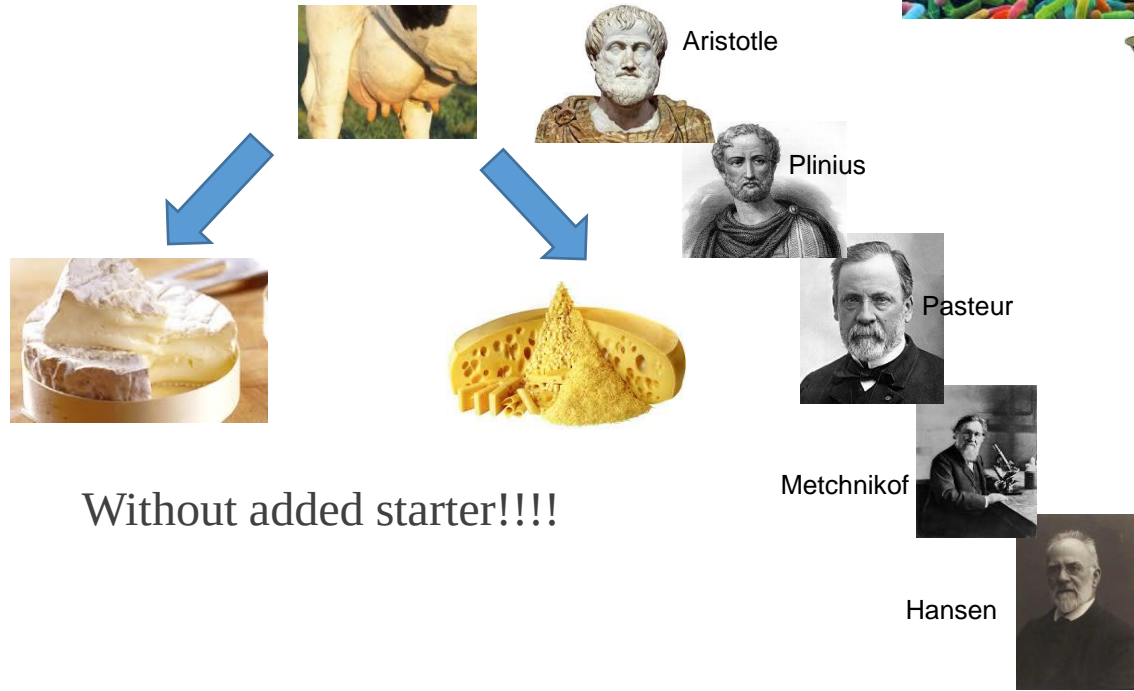 Aristotle
Plinius
Pasteur
Metchnikof
Without added starter!!!!
Hansen